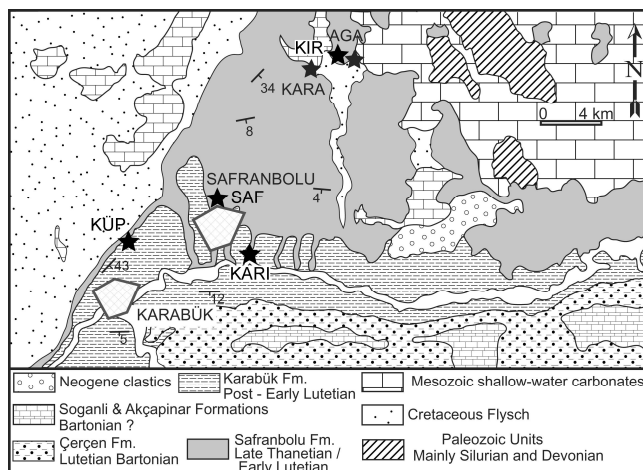 AGA
KIR
KARA
34
N
0 4 km
8
SAFRANBOLU
SAF
4
KÜP
KARI
43
12
KARABÜK
5
Neogene clastics
Karabük Fm.
Post - Early Lutetian
Mesozoic shallow-water carbonates
Soganli & Akçapinar Formations
Bartonian ?
Cretaceous Flysch
Çerçen Fm.
Lutetian Bartonian
Safranbolu Fm.
Late Thanetian /
Early Lutetian
Paleozoic Units
Mainly Silurian and Devonian